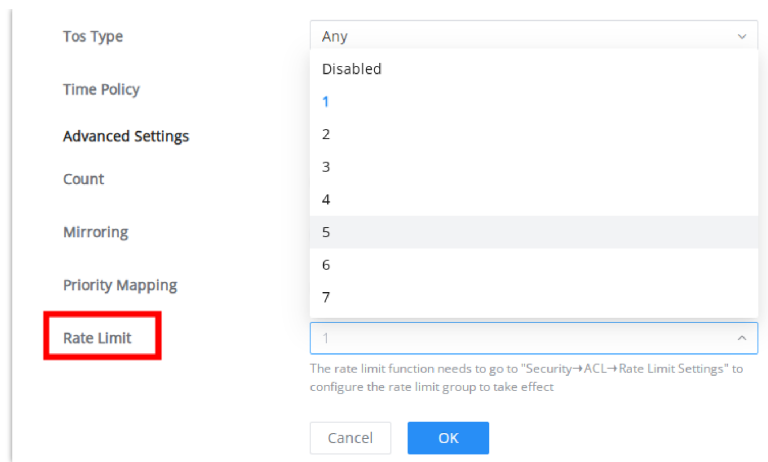 Tos Type
Any
Disabled
Time Policy
1
Advanced Settings
2
3
Count
4
Mirroring
5
6
Priority Mapping
7
Rate Limit
1
The rate limit function needs to go to "Security→ACL→Rate Limit Settings" to
configure the rate limit group to take effect
Cancel
OK